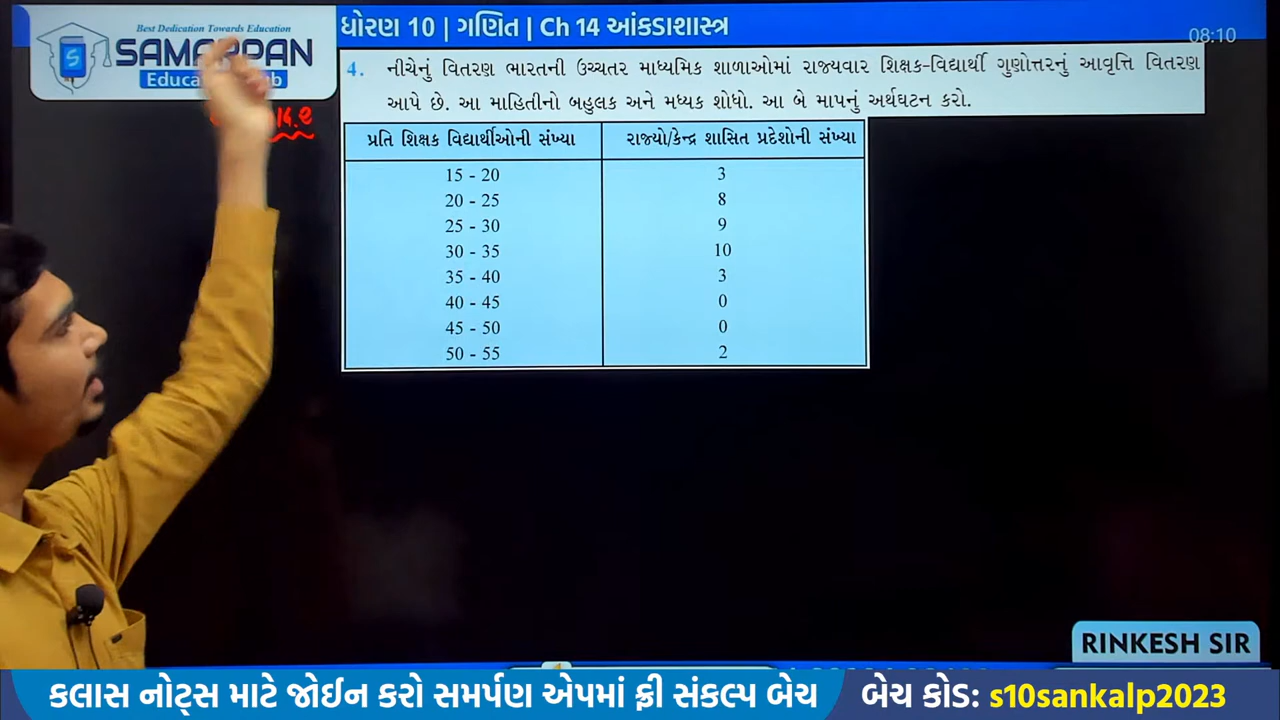 Best Dedication Towards Education
SAMARPAN
ધોરણ 10 | ગણિત | Ch 14 આંકડાશાસ્ત્ર
08:10
4. નીચેનું વિતરણ ભારતની ઉચ્ચતર માધ્યમિક શાળાઓમાં રાજ્યવાર શિક્ષક-વિદ્યાર્થી ગુણોત્તરનું આવૃત્તિ વિતરણ
આપે છે. આ માહિતીનો બહુલક અને મધ્યક શોધો. આ બે માપનું અર્થઘટન કરો.
પ્રતિ શિક્ષક વિદ્યાર્થીઓની સંખ્યા રાજ્યો/કેન્દ્ર શાસિત પ્રદેશોની સંખ્યા
15 - 20 3
20 - 25 8
25 - 30 9
30 - 35 10
35 - 40 3
40 - 45 0
45 - 50 0
50 - 55 2
RINKESH SIR
કલાસ નોટ્સ માટે જોઈન કરો સમર્પણ એપમાં ફ્રી સંકલ્પ બેચ બેચ કોડ: s10sankalp2023